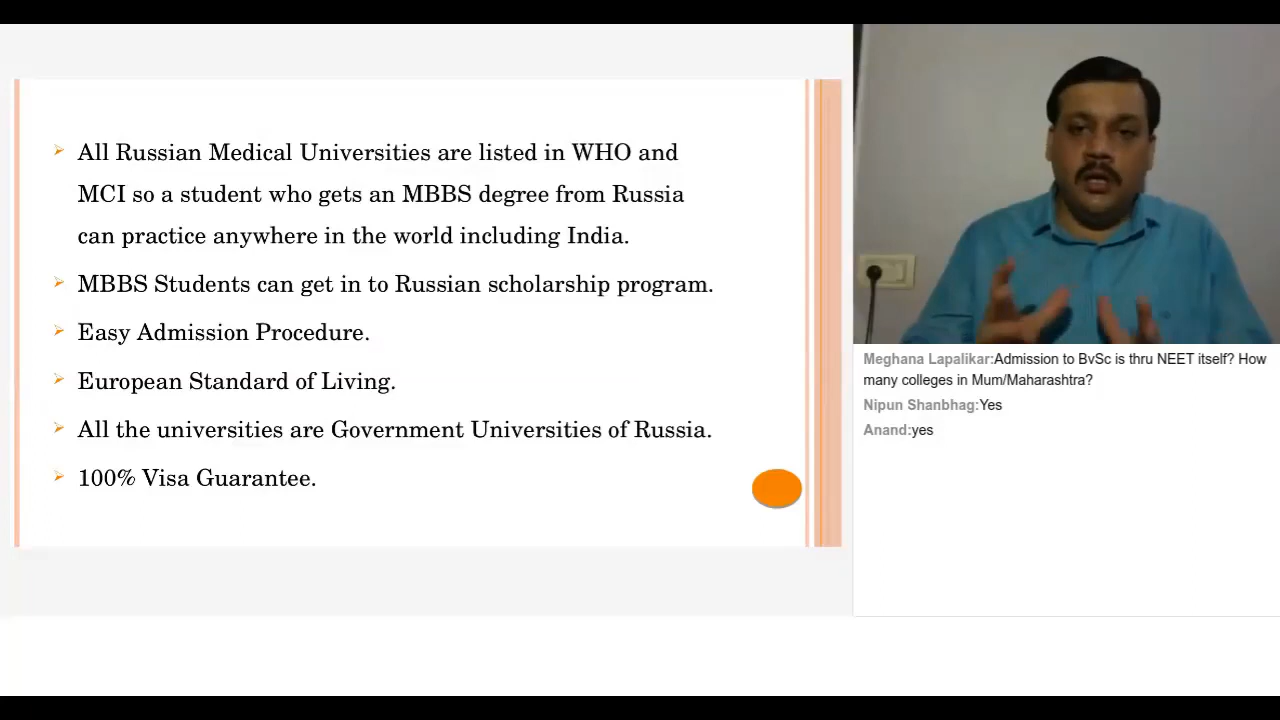 All Russian Medical Universities are listed in WHO and
MCI so a student who gets an MBBS degree from Russia
can practice anywhere in the world including India.
MBBS Students can get in to Russian scholarship program.
Easy Admission Procedure.
European Standard of Living.
All the universities are Government Universities of Russia.
100% Visa Guarantee.
Meghana Lapalikar:Admission to BvSc is thru NEET itself? How
many colleges in Mum/Maharashtra?
Nipun Shanbhag:Yes
Anand:yes